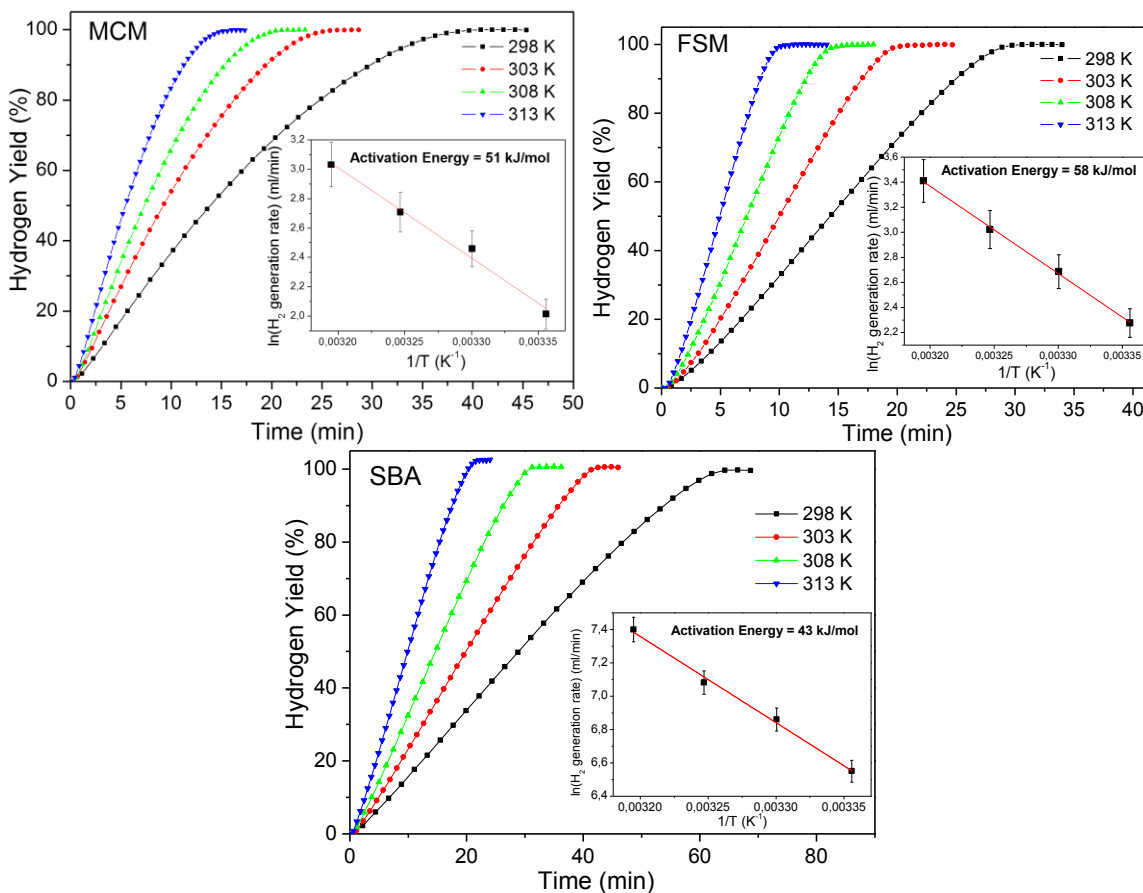 MCM
298 K
303 K
308 K
313 K
Hydrogen Yield (%)
100
80
60
40
20
0
0 5 10 15 20 25 30 35 40 45 50
Time (min)
Activation Energy = 51 kJ/mol
ln(H2 generation rate) (ml/min)
3,0
2,8
2,6
2,4
2,2
2,0
0,00320 0,00325 0,00330 0,00335
1/T (K-1)
FSM
298 K
303 K
308 K
313 K
Hydrogen Yield (%)
100
80
60
40
20
0
0 5 10 15 20 25 30 35 40
Time (min)
Activation Energy = 58 kJ/mol
ln(H2 generation rate) (ml/min)
3,6
3,4
3,2
3,0
2,8
2,6
2,4
2,2
0,00320 0,00325 0,00330 0,00335
1/T (K-1)
SBA
298 K
303 K
308 K
313 K
Hydrogen Yield (%)
100
80
60
40
20
0
0 20 40 60 80
Time (min)
Activation Energy = 43 kJ/mol
ln(H2 generation rate) (ml/min)
7,4
7,2
7,0
6,8
6,6
6,4
0,00320 0,00325 0,00330 0,00335
1/T (K-1)